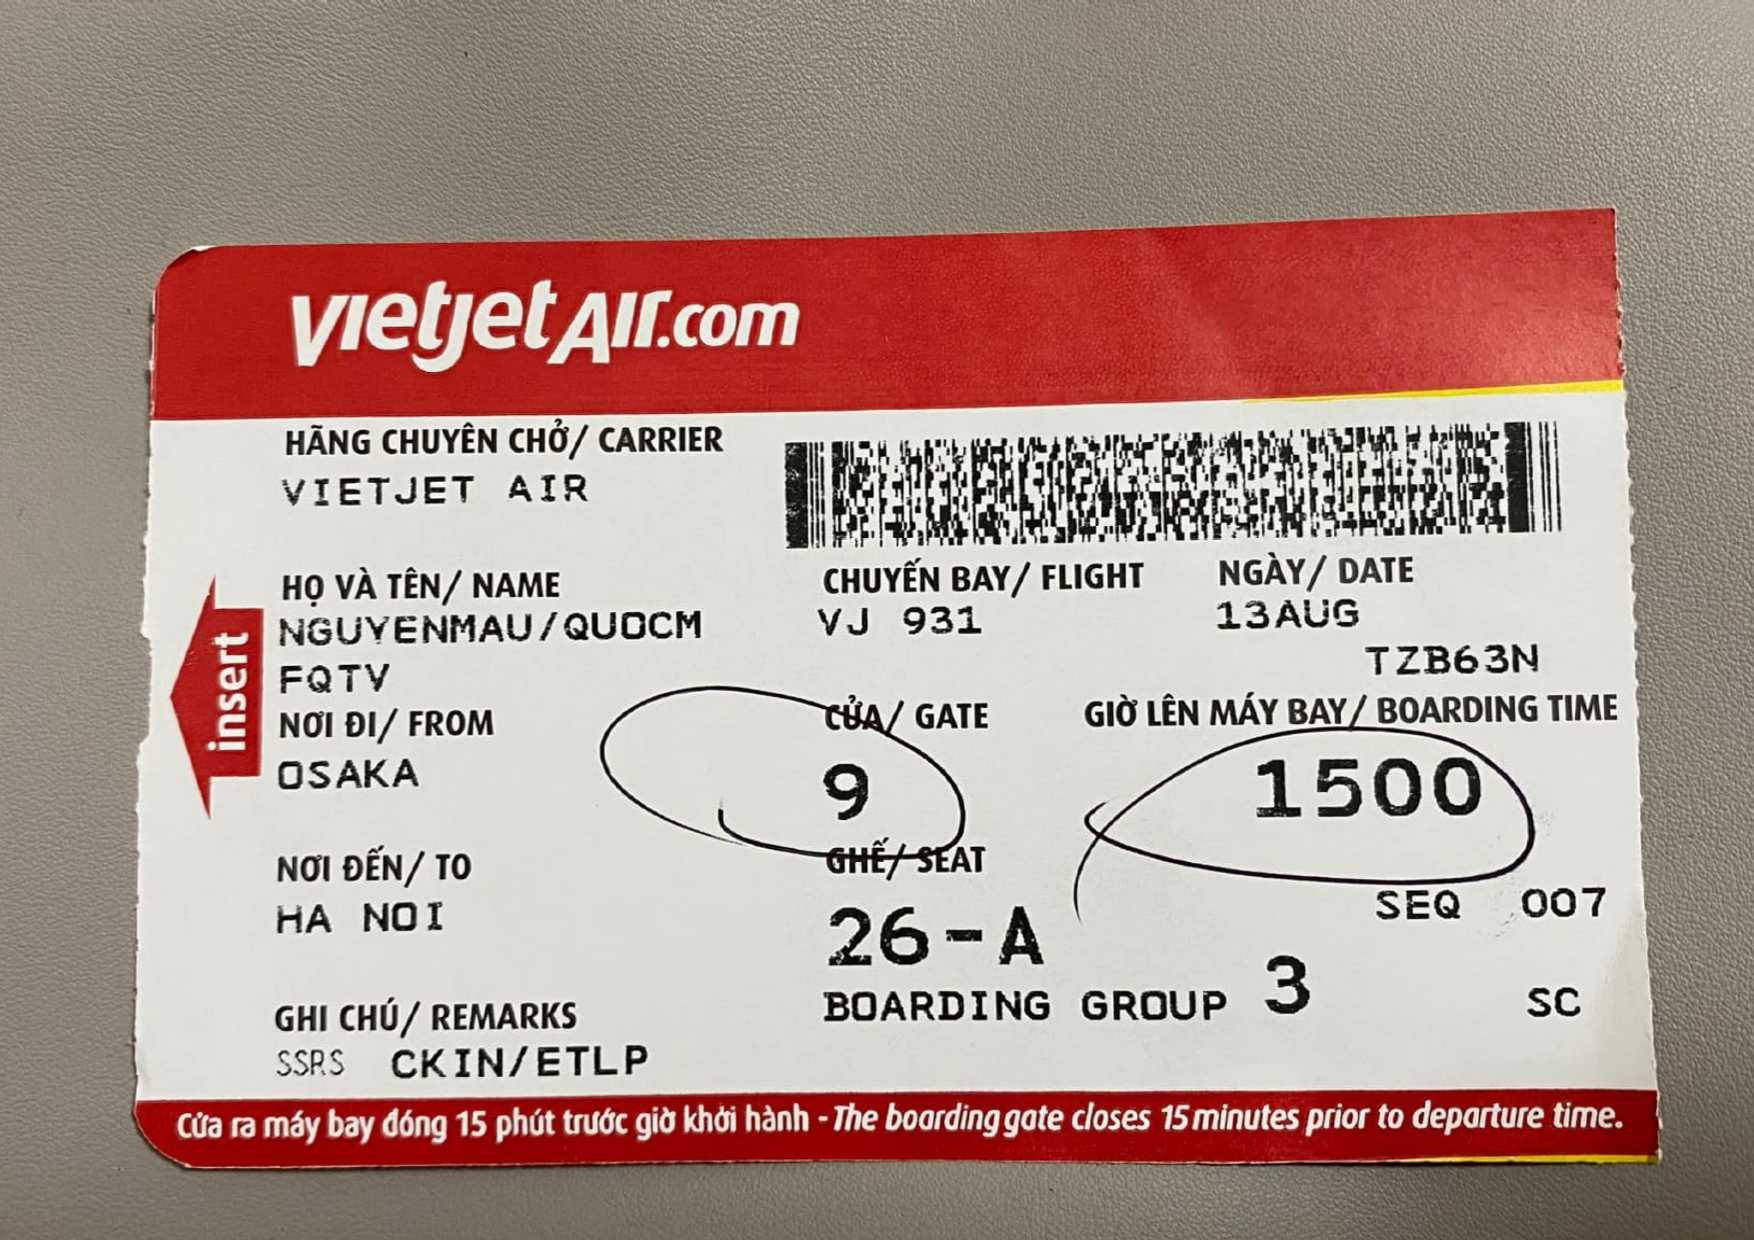 vietjetAir.com
HÃNG CHUYÊN CHỞ/ CARRIER
VIETJET AIR
HỌ VÀ TÊN/ NAME
NGUYENMAU/QUOCM
FQTV
CHUYẾN BAY/ FLIGHT
VJ 931
NGÀY/ DATE
13AUG
TZB63N
insert
NƠI ĐI/ FROM
OSAKA
CỬA/ GATE
9
GIỜ LÊN MÁY BAY/ BOARDING TIME
1500
NƠI ĐẾN/ TO
HA NOI
GHẾ/ SEAT
26-A
SEQ 007
BOARDING GROUP 3
SC
GHI CHÚ/ REMARKS
SSRS CKIN/ETLP
Cửa ra máy bay đóng 15 phút trước giờ khởi hành - The boarding gate closes 15 minutes prior to departure time.